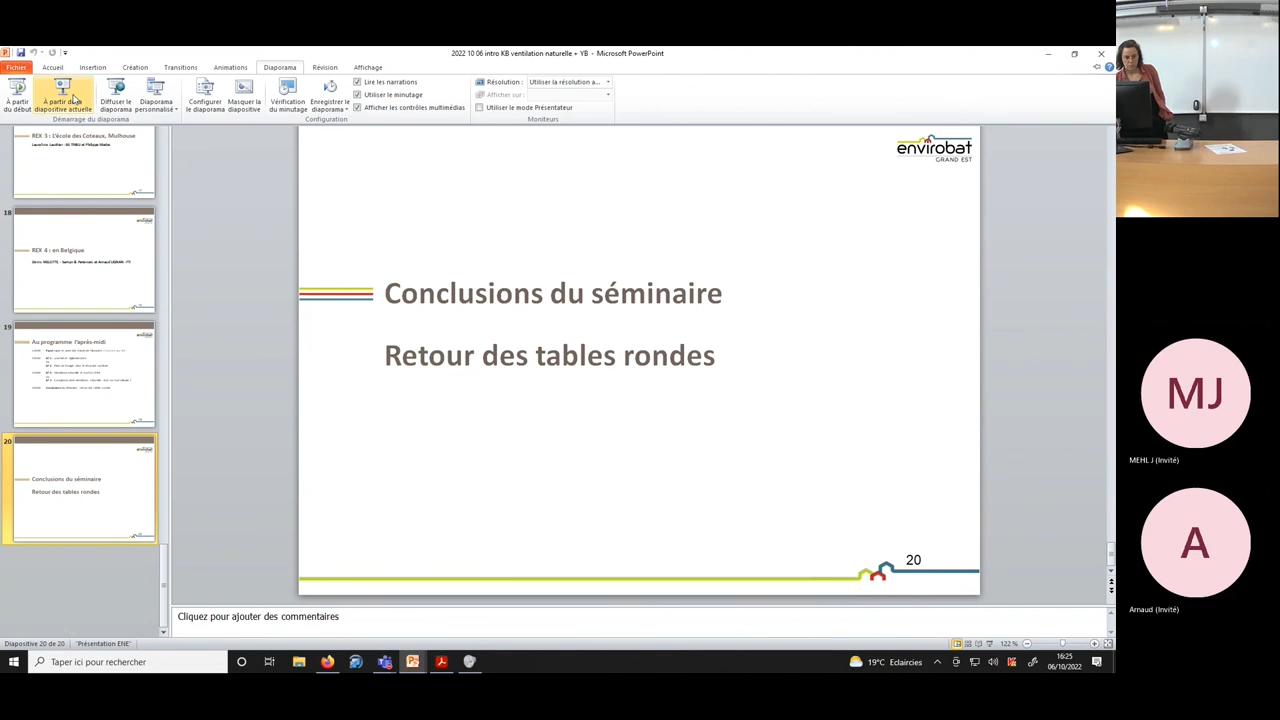 2022 10 06 intro KB ventilation naturelle + YB - Microsoft PowerPoint
Fichier Accueil Insertion Création Transitions Animations Diaporama Révision Affichage
À partir du début
À partir de la diapositive actuelle
Diffuser le diaporama
Diaporama personnalisé
Démarrage du diaporama
Configurer le diaporama
Masquer la diapositive
Vérification du minutage
Enregistrer le diaporama
Lire les narrations
Utiliser le minutage
Afficher les contrôles multimédias
Configuration
Résolution : Utiliser la résolution a...
Afficher sur :
Utiliser le mode Présentateur
Moniteurs
REX 3 : L'école des Coteaux, Mulhouse
18
REX 4 : en Belgique
19
Au programme l'après-midi
20
Conclusions du séminaire
Retour des tables rondes
envirobat
GRAND EST
Conclusions du séminaire
Retour des tables rondes
20
Cliquez pour ajouter des commentaires
Diapositive 20 de 20
"Présentation ENE"
122 %
Taper ici pour rechercher
19°C Eclaircies
16:25
06/10/2022
MJ
MEHL J (Invité)
A
Arnaud (Invité)